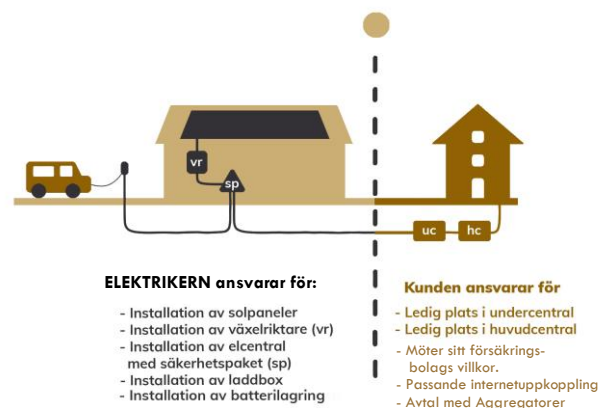 vr
sp
uc
hc
ELEKTRIKERN ansvarar för:
- Installation av solpaneler
- Installation av växelriktare (vr)
- Installation av elcentral
med säkerhetspaket (sp)
- Installation av laddbox
- Installation av batterilagring
Kunden ansvarar för
- Ledig plats i undercentral
- Ledig plats i huvudcentral
- Möter sitt försäkrings-
bolags villkor.
- Passande internetuppkoppling
- Avtal med Aggregatorer